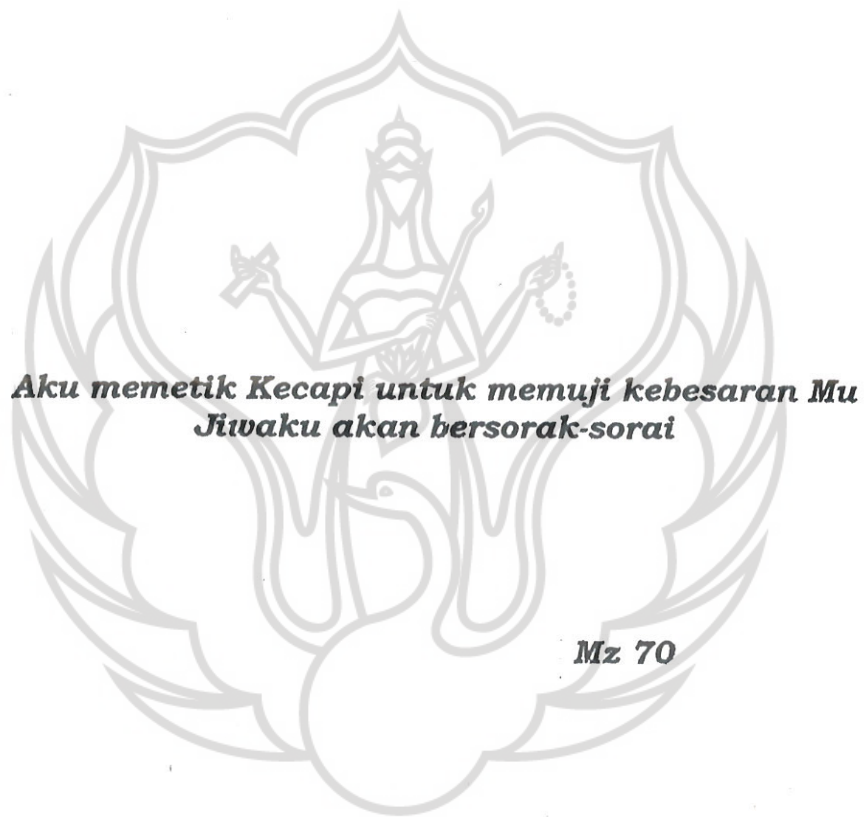 Aku memetik Kecapi untuk memuji kebesaran Mu
Jiwaku akan bersorak-sorai
Mz 70